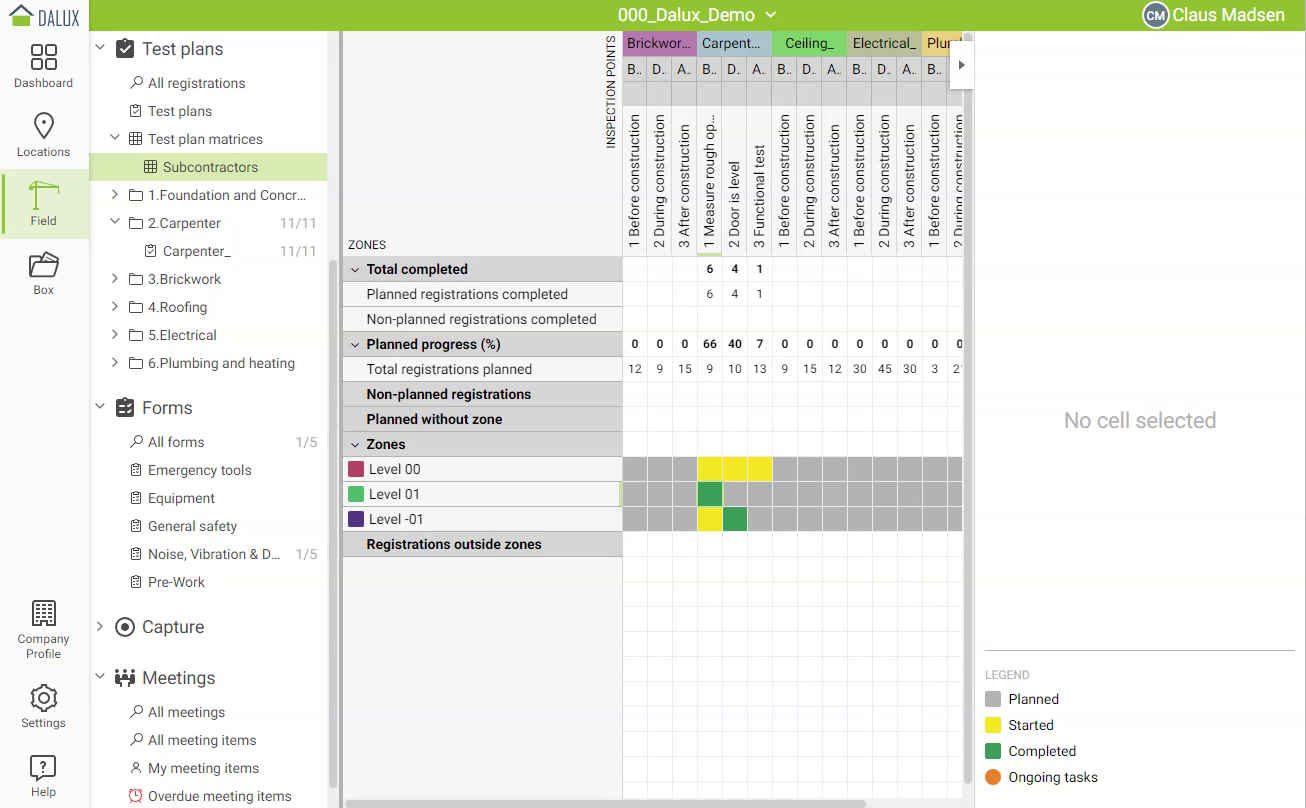 DALUX
000_Dalux_Demo
CM Claus Madsen
Dashboard
Locations
Field
Box
Company
Profile
Settings
Help
Test plans
All registrations
Test plans
Test plan matrices
Subcontractors
1.Foundation and Concr...
2.Carpenter 11/11
Carpenter_ 11/11
3.Brickwork
4.Roofing
5.Electrical
6.Plumbing and heating
Forms
All forms 1/5
Emergency tools
Equipment
General safety
Noise, Vibration & D... 1/5
Pre-Work
Capture
Meetings
All meetings
All meeting items
My meeting items
Overdue meeting items
INSPECTION POINTS
Brickwor... Carpent... Ceiling_ Electrical_
B.. D.. A.. B.. D.. A.. B.. D.. A.. B.. D.. A.. B..
1 Before construction
2 During construction
3 After construction
1 Measure rough op...
2 Door is level
3 Functional test
1 Before construction
2 During construction
3 After construction
1 Before construction
2 During construction
3 After construction
1 Before construction
2 During construction
ZONES
Total completed 6 4 1
Planned registrations completed 6 4 1
Non-planned registrations completed
Planned progress (%) 0 0 0 66 40 7 0 0 0 0 0 0 0 0
Total registrations planned 12 9 15 9 10 13 9 15 12 30 45 30 3
Non-planned registrations
Planned without zone
Zones
Level 00
Level 01
Level -01
Registrations outside zones
No cell selected
LEGEND
Planned
Started
Completed
Ongoing tasks